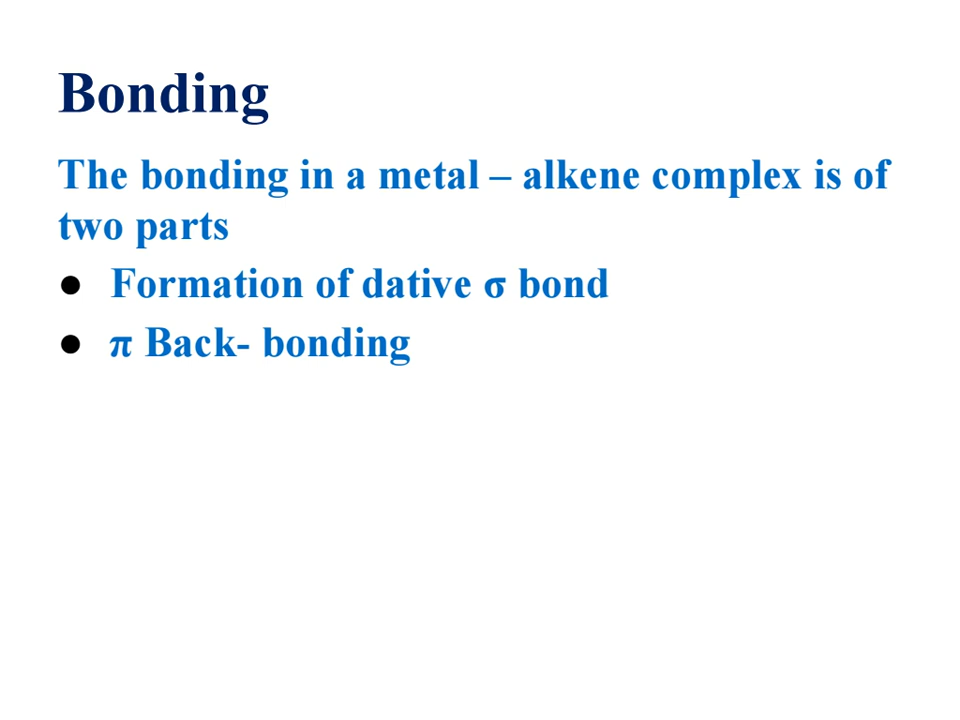 Bonding
The bonding in a metal – alkene complex is of
two parts
● Formation of dative σ bond
● π Back- bonding